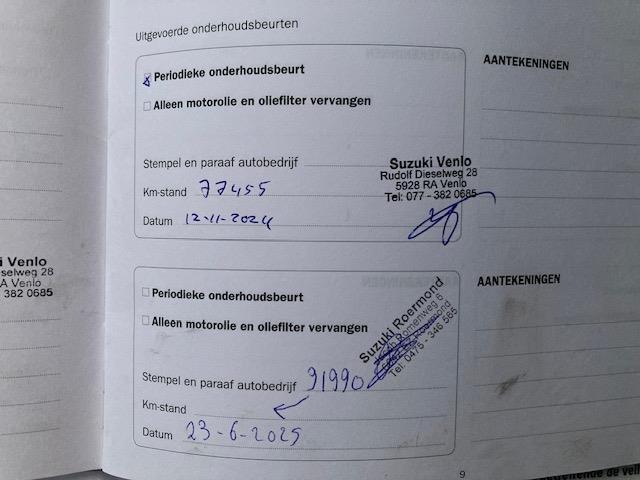 Uitgevoerde onderhoudsbeurten
Periodieke onderhoudsbeurt
Alleen motorolie en oliefilter vervangen
Stempel en paraaf autobedrijf
Km-stand 77455
Datum 12-11-2024
Suzuki Venlo
Rudolf Dieselweg 28
5928 RA Venlo
Tel: 077 - 382 0685
AANTEKENINGEN
i Venlo
selweg 28
A Venlo
382 0685
Periodieke onderhoudsbeurt
Alleen motorolie en oliefilter vervangen
Stempel en paraaf autobedrijf 91990
Km-stand
Datum 23-6-2025
Suzuki Roermond
Tel. 0475 - 346 565
AANTEKENINGEN
9